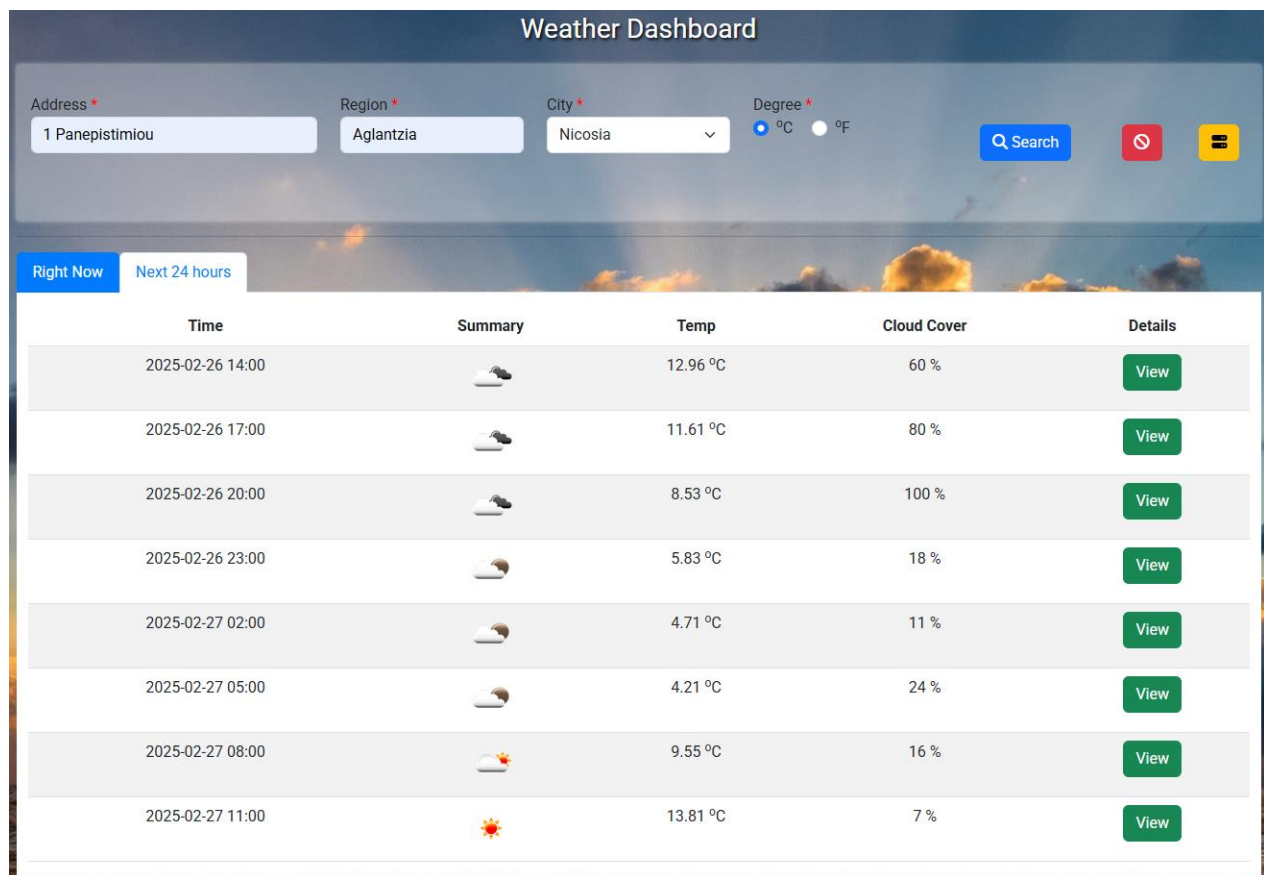 Weather Dashboard
Address * Region * City * Degree *
1 Panepistimiou Aglantzia Nicosia ºC ºF Search
Right Now Next 24 hours
Time Summary Temp Cloud Cover Details
2025-02-26 14:00 12.96 ºC 60 % View
2025-02-26 17:00 11.61 ºC 80 % View
2025-02-26 20:00 8.53 ºC 100 % View
2025-02-26 23:00 5.83 ºC 18 % View
2025-02-27 02:00 4.71 ºC 11 % View
2025-02-27 05:00 4.21 ºC 24 % View
2025-02-27 08:00 9.55 ºC 16 % View
2025-02-27 11:00 13.81 ºC 7 % View